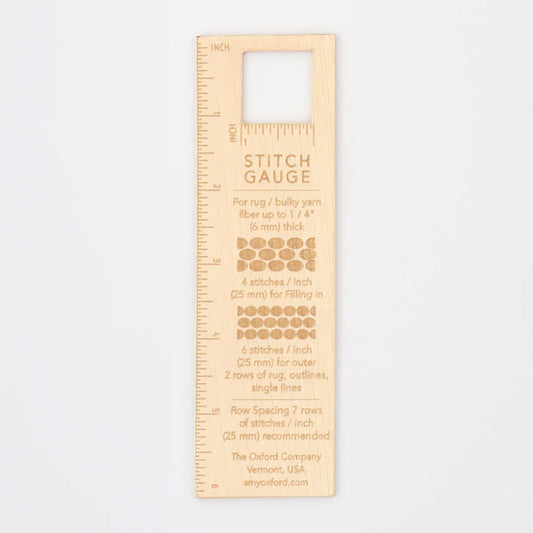 INCH
1
2
3
4
5
6
INCH
1
STITCH
GAUGE
For rug / bulky yarn
fiber up to 1 / 4"
(6 mm) thick
4 stitches / inch
(25 mm) for Filling in
6 stitches / inch
(25 mm) for outer
2 rows of rug, outlines,
single lines
Row Spacing 7 rows
of stitches / inch
(25 mm) recommended
The Oxford Company
Vermont, USA
amyoxford.com